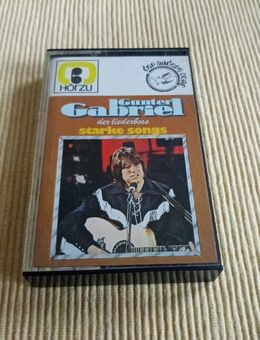 HÖRZU
Gunter
Gabriel
der liederboss
starke songs